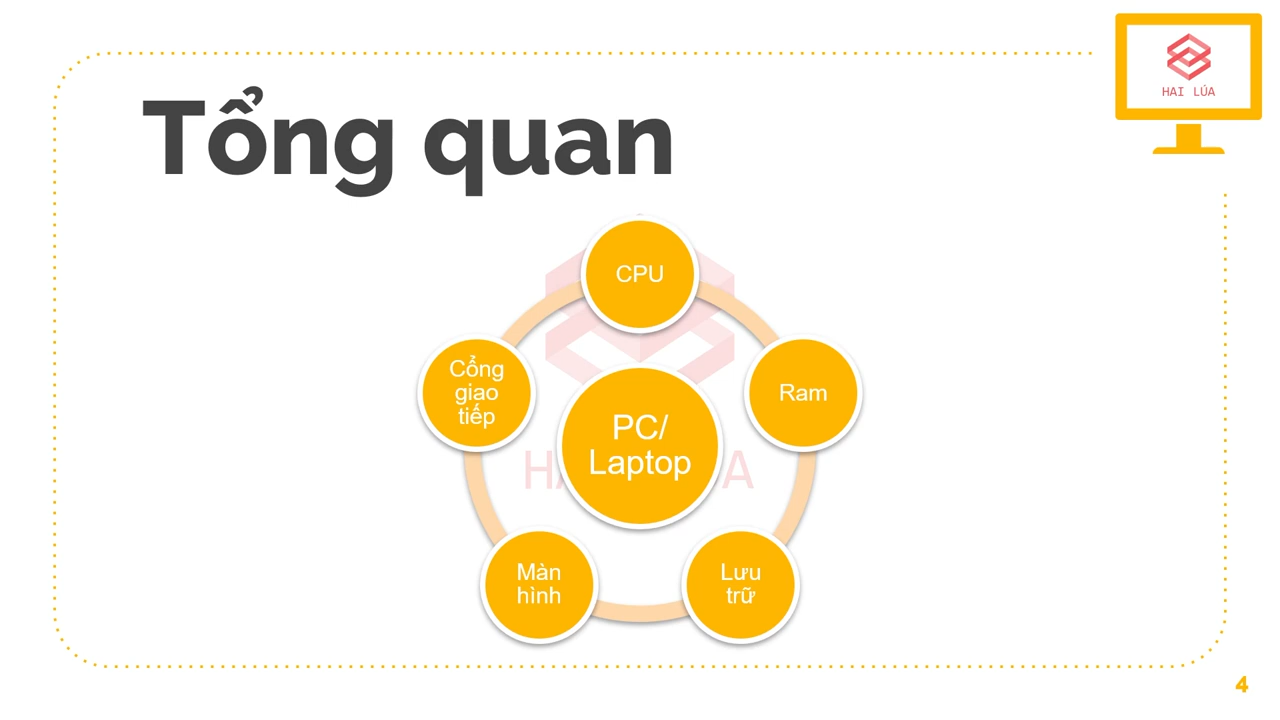 HAI LÚA
Tổng quan
CPU
Cổng
giao
tiếp
Ram
PC/
Laptop
Màn
hình
Lưu
trữ
4